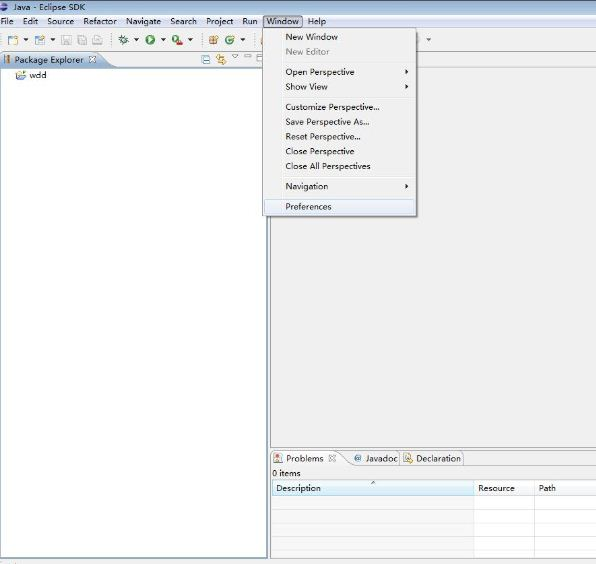 Java - Eclipse SDK
File Edit Source Refactor Navigate Search Project Run Window Help
Package Explorer
wdd
New Window
New Editor
Open Perspective
Show View
Customize Perspective...
Save Perspective As...
Reset Perspective...
Close Perspective
Close All Perspectives
Navigation
Preferences
Problems @ Javadoc Declaration
0 items
Description Resource Path